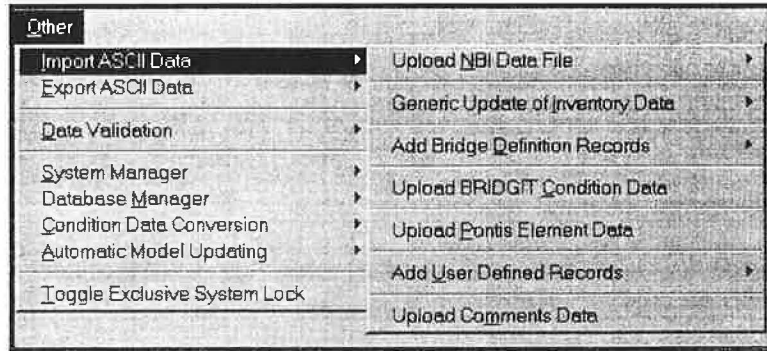 Other
Import ASCII Data
Export ASCII Data
Data Validation
System Manager
Database Manager
Condition Data Conversion
Automatic Model Updating
Toggle Exclusive System Lock
Upload NBI Data File
Generic Update of Inventory Data
Add Bridge Definition Records
Upload BRIDGIT Condition Data
Upload Pontis Element Data
Add User Defined Records
Upload Comments Data